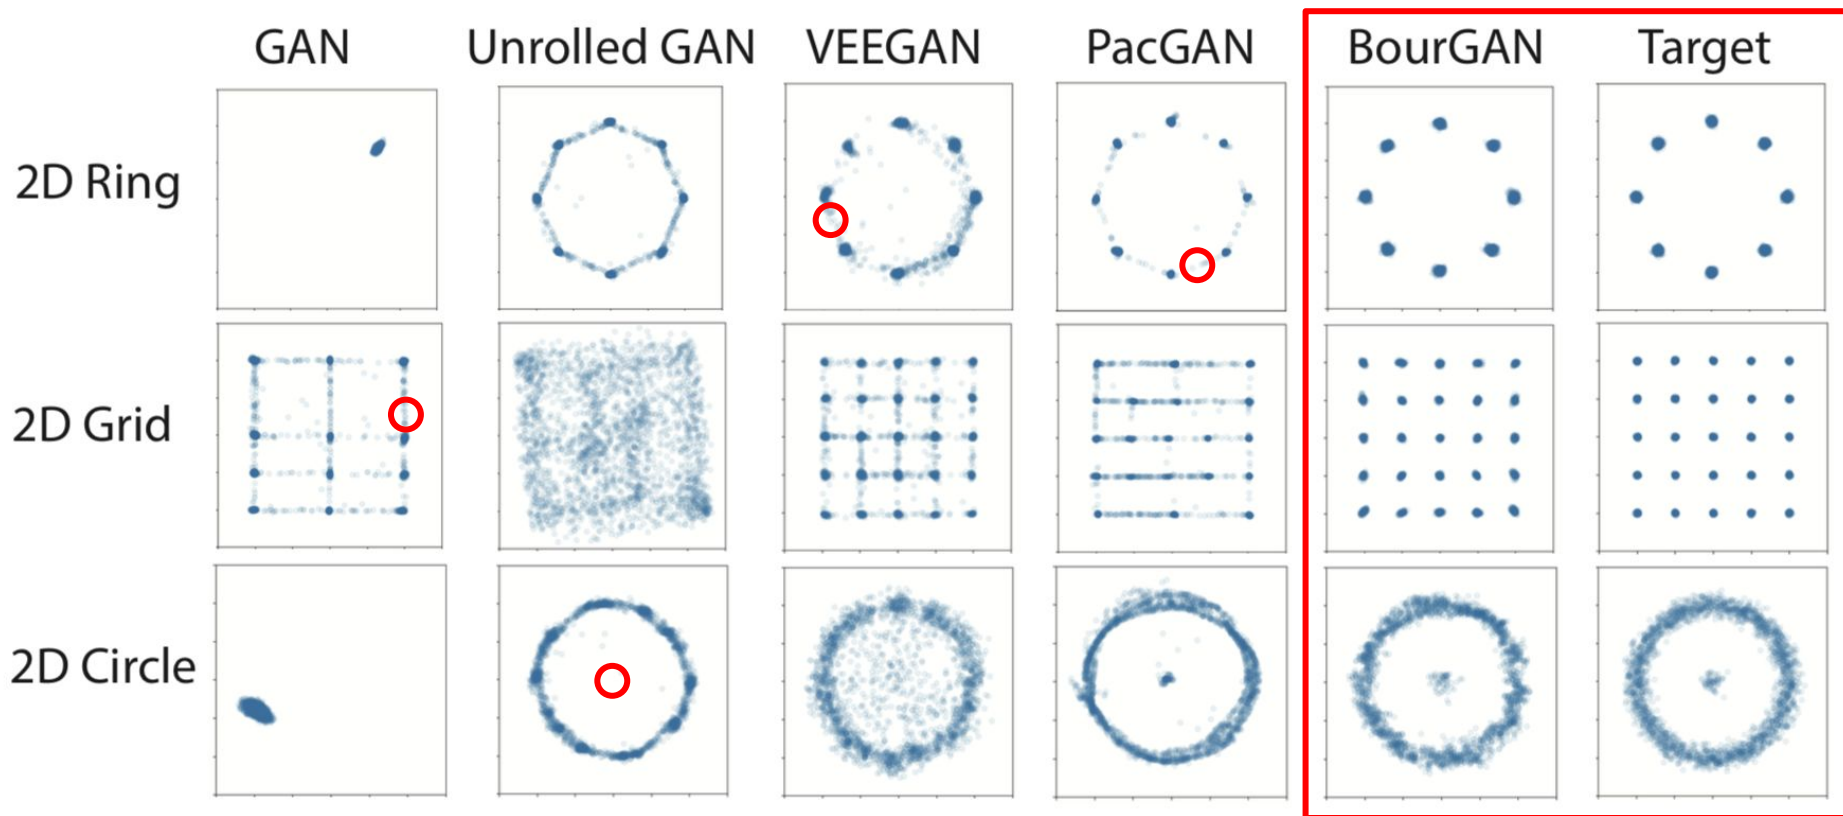 GAN Unrolled GAN VEEGAN PacGAN BourGAN Target
2D Ring
2D Grid
2D Circle